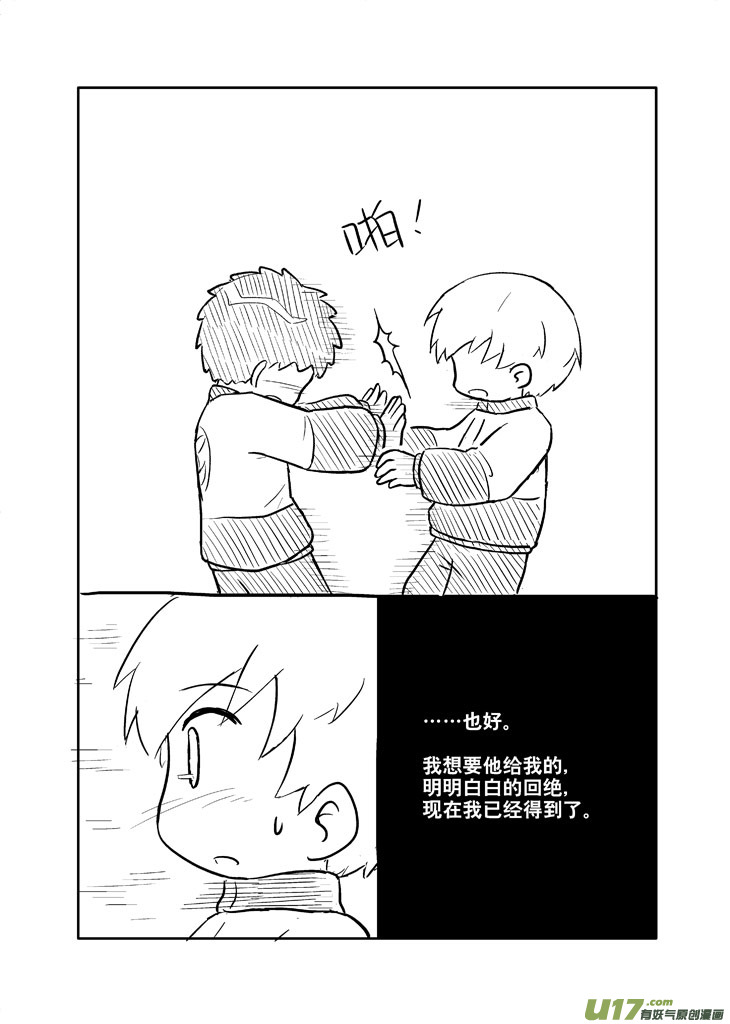 啪！
……也好。
我想要他给我的，
明明白白的回绝，
现在我已经得到了。
U17.com
有妖气原创漫画